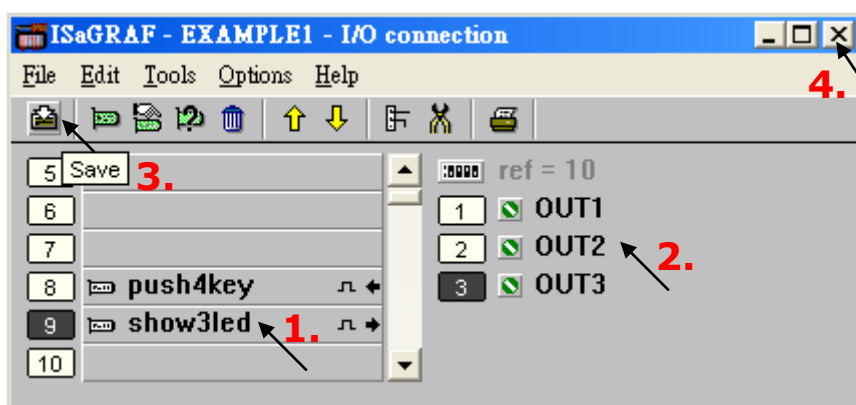 ISaGRAF - EXAMPLE1 - I/O connection
File Edit Tools Options Help
4.
5 Save 3.
6
7
8 push4key
9 show3led 1.
10
ref = 10
1 OUT1
2 OUT2 2.
3 OUT3